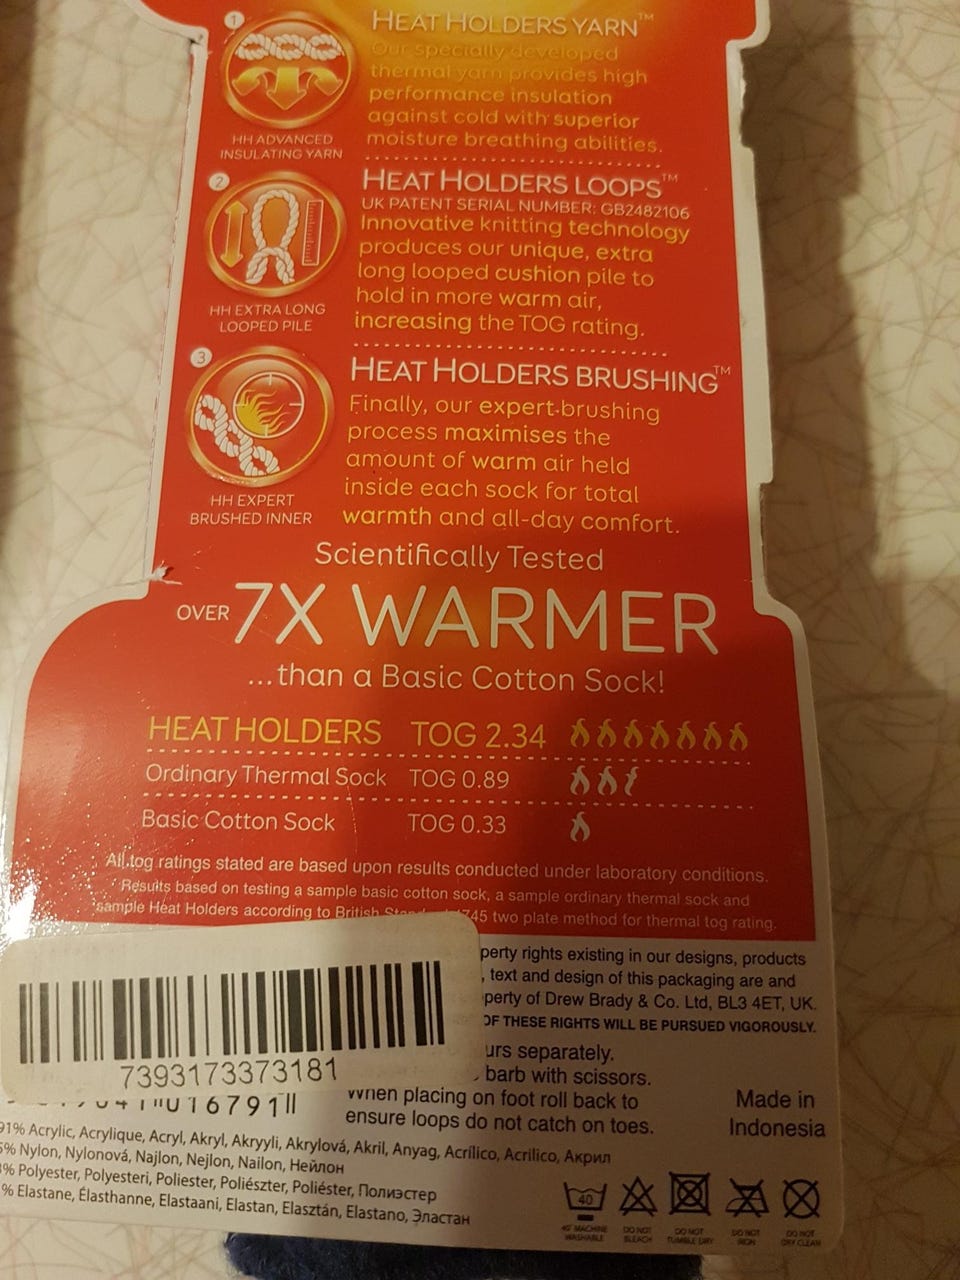 1
HEAT HOLDERS YARN™
Our specially developed
thermal yarn provides high
performance insulation
against cold with superior
moisture breathing abilities.
HH ADVANCED
INSULATING YARN
2
HEAT HOLDERS LOOPS™
UK PATENT SERIAL NUMBER: GB2482106
Innovative knitting technology
produces our unique, extra
long looped cushion pile to
hold in more warm air,
increasing the TOG rating.
HH EXTRA LONG
LOOPED PILE
3
HEAT HOLDERS BRUSHING™
Finally, our expert brushing
process maximises the
amount of warm air held
inside each sock for total
warmth and all-day comfort.
HH EXPERT
BRUSHED INNER
Scientifically Tested
OVER 7X WARMER
...than a Basic Cotton Sock!
HEAT HOLDERS TOG 2.34
Ordinary Thermal Sock TOG 0.89
Basic Cotton Sock TOG 0.33
All tog ratings stated are based upon results conducted under laboratory conditions.
Results based on testing a sample basic cotton sock, a sample ordinary thermal sock and
sample Heat Holders according to British 745 two plate method for thermal tog rating.
perty rights existing in our designs, products
, text and design of this packaging are and
perty of Drew Brady & Co. Ltd, BL3 4ET, UK.
OF THESE RIGHTS WILL BE PURSUED VIGOROUSLY.
urs separately.
barb with scissors.
When placing on foot roll back to
ensure loops do not catch on toes.
Made in
Indonesia
7393173373181
016791
91% Acrylic, Acrylique, Acryl, Akryl, Akryyli, Akrylová, Akril, Anyag, Acrílico, Acrilico, Акрил
5% Nylon, Nylonová, Najlon, Nejlon, Nailon, Нейлон
% Polyester, Polyesteri, Poliester, Poliészter, Poliéster, Полиэстер
% Elastane, Élasthanne, Elastaani, Elastan, Elasztán, Elastano, Эластан
40
40° MACHINE
WASHABLE
DO NOT
BLEACH
DO NOT
TUMBLE DRY
DO NOT
IRON
DO NOT
DRY CLEAN